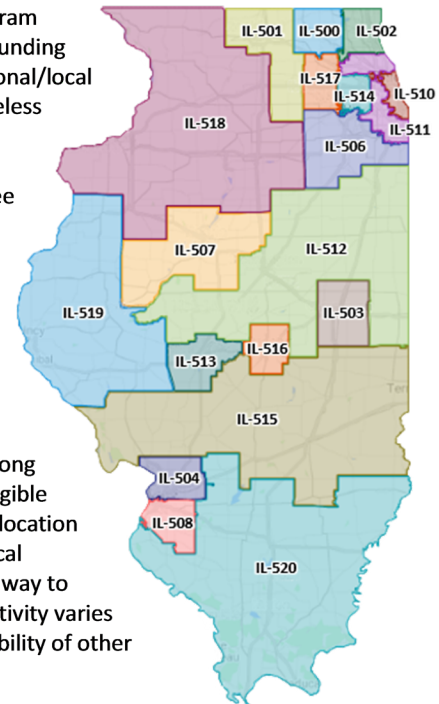 ram
unding
onal/local
eless
ee
ong
gible
location
cal
way to
tivity varies
bility of other
IL-501
IL-500
IL-502
IL-517
IL-514
IL-510
IL-511
IL-518
IL-506
IL-507
IL-512
IL-519
IL-503
IL-516
IL-513
IL-515
IL-504
IL-508
IL-520